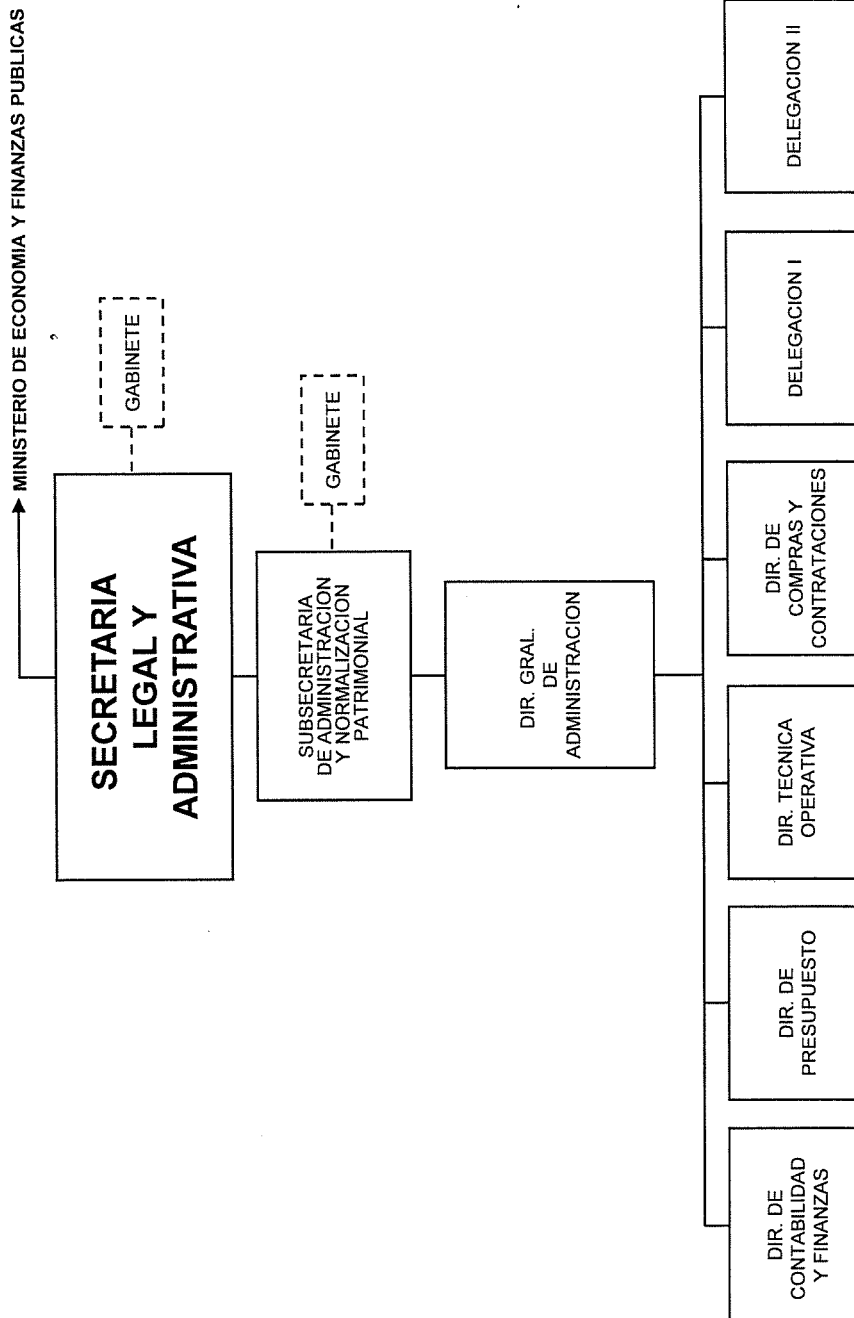 MINISTERIO DE ECONOMIA Y FINANZAS PUBLICAS
SECRETARIA
LEGAL Y
ADMINISTRATIVA
GABINETE
SUBSECRETARIA
DE ADMINISTRACION
Y NORMALIZACION
PATRIMONIAL
GABINETE
DIR. GRAL.
DE
ADMINISTRACION
DIR. DE
CONTABILIDAD
Y FINANZAS
DIR. DE
PRESUPUESTO
DIR. TECNICA
OPERATIVA
DIR. DE
COMPRAS Y
CONTRATACIONES
DELEGACION I
DELEGACION II